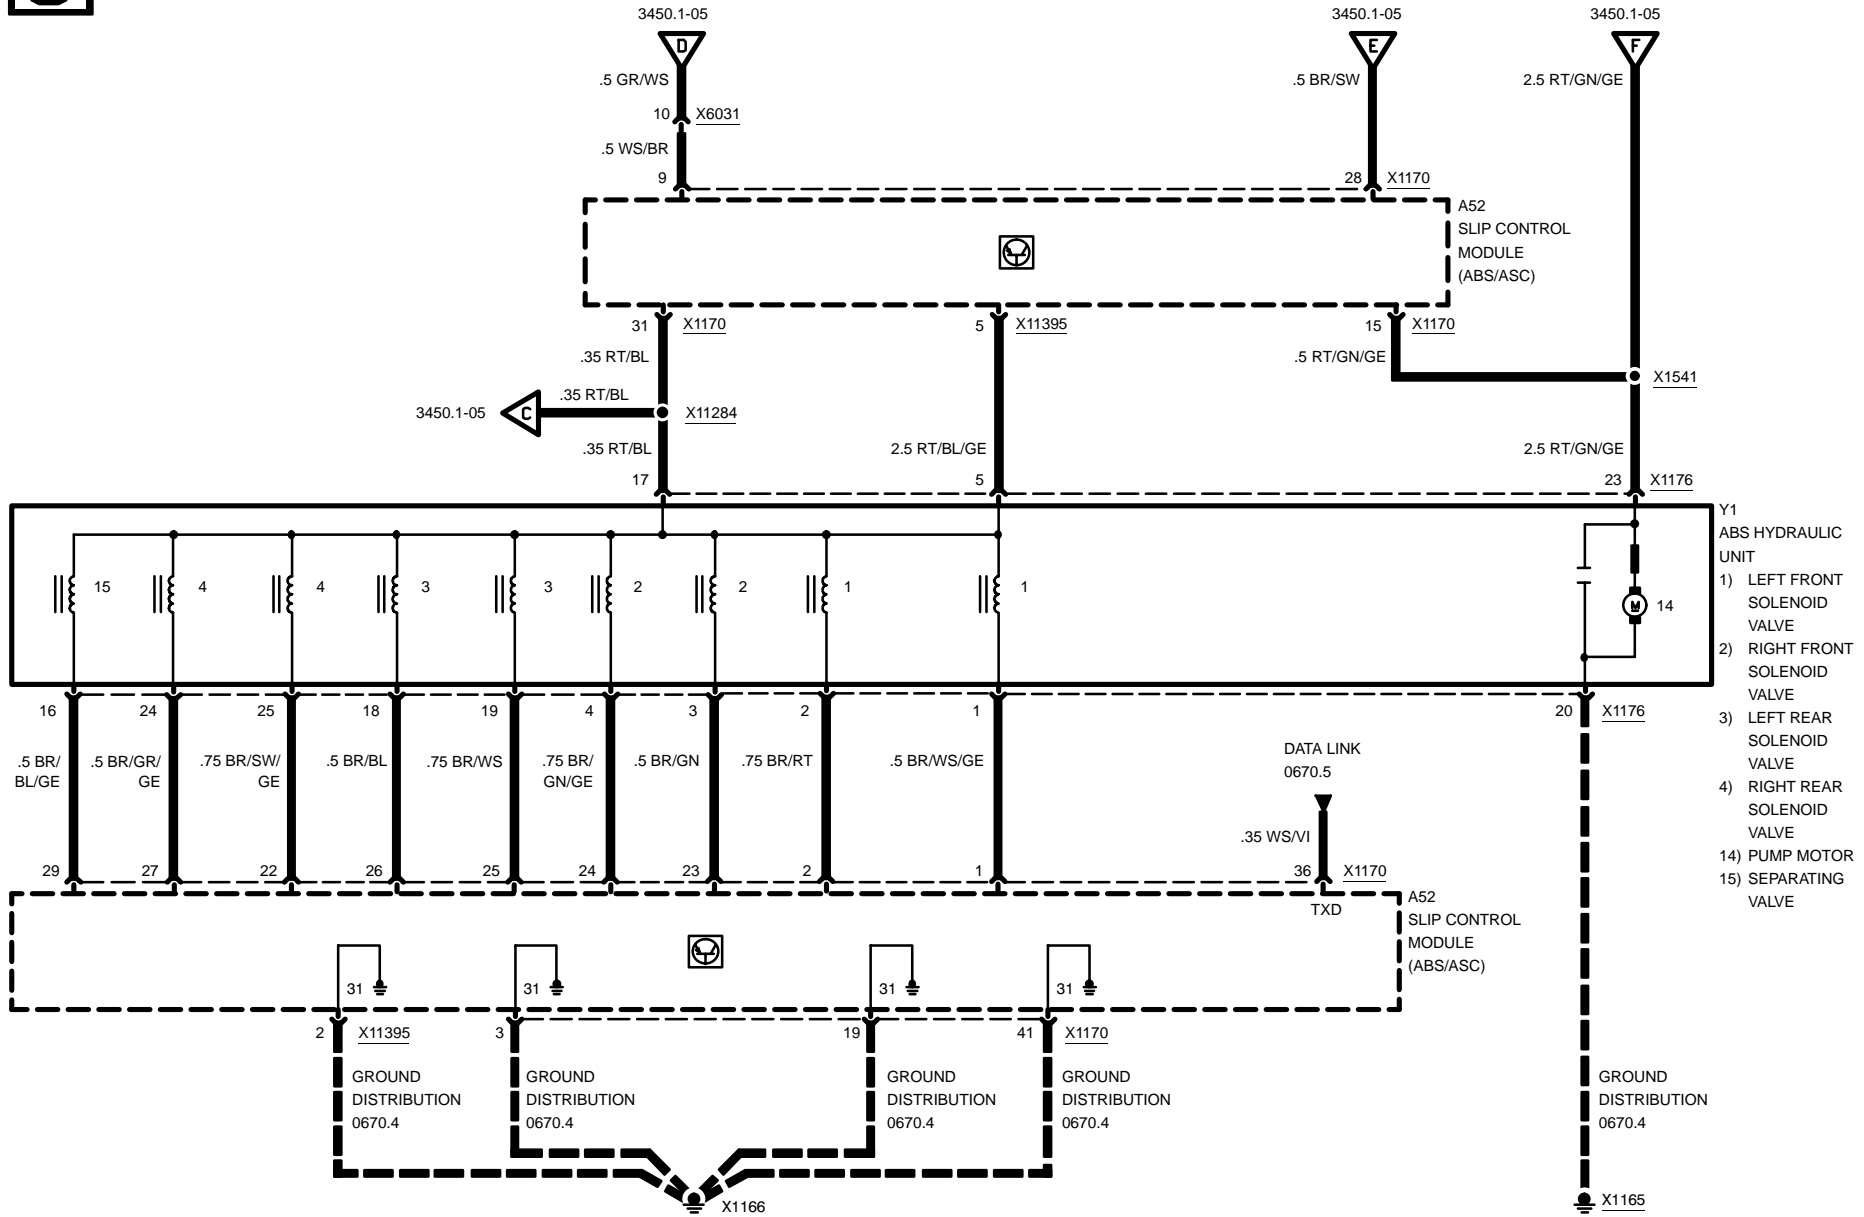 3450.1-05 3450.1-05 3450.1-05
D E F
.5 GR/WS .5 BR/SW 2.5 RT/GN/GE
10 X6031
.5 WS/BR
9 28 X1170
A52
SLIP CONTROL
MODULE
(ABS/ASC)
31 X1170 5 X11395 15 X1170
.35 RT/BL .5 RT/GN/GE
X1541
.35 RT/BL
3450.1-05 C X11284
.35 RT/BL 2.5 RT/BL/GE 2.5 RT/GN/GE
17 5 23 X1176
Y1
ABS HYDRAULIC
UNIT
1) LEFT FRONT
SOLENOID
VALVE
2) RIGHT FRONT
SOLENOID
VALVE
3) LEFT REAR
SOLENOID
VALVE
4) RIGHT REAR
SOLENOID
VALVE
14) PUMP MOTOR
15) SEPARATING
VALVE
15 4 4 3 3 2 2 1 1 M 14
16 24 25 18 19 4 3 2 1 20 X1176
.5 BR/ .5 BR/GR/ .75 BR/SW/ .5 BR/BL .75 BR/WS .75 BR/ .5 BR/GN .75 BR/RT .5 BR/WS/GE
BL/GE GE GE GN/GE
DATA LINK
0670.5
.35 WS/VI
29 27 22 26 25 24 23 2 1 36 X1170
TXD
A52
SLIP CONTROL
MODULE
(ABS/ASC)
31 31 31 31
2 X11395 3 19 41 X1170
GROUND GROUND GROUND GROUND GROUND
DISTRIBUTION DISTRIBUTION DISTRIBUTION DISTRIBUTION DISTRIBUTION
0670.4 0670.4 0670.4 0670.4 0670.4
X1166 X1165